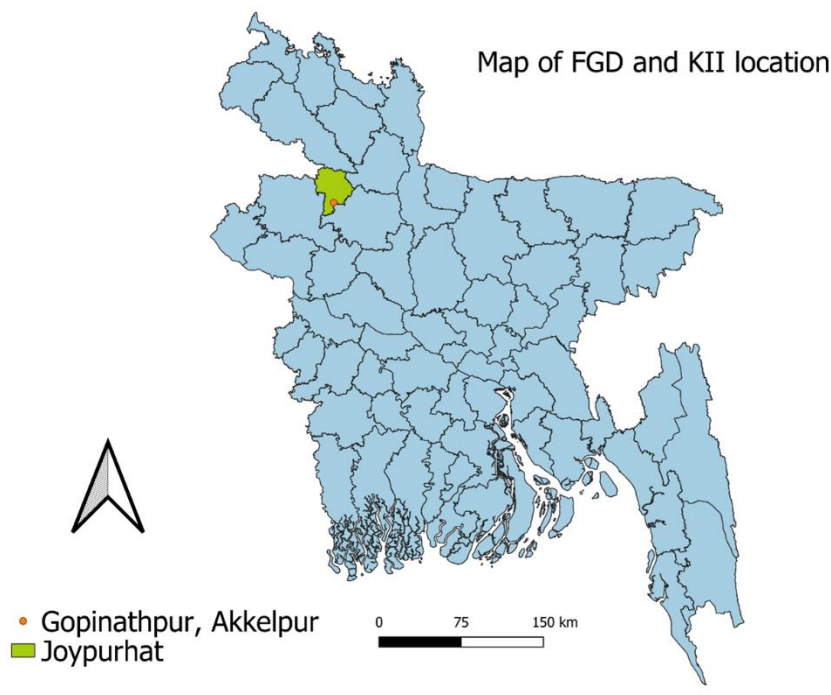 Map of FGD and KII location
Gopinathpur, Akkelpur
Joypurhat
0 75 150 km